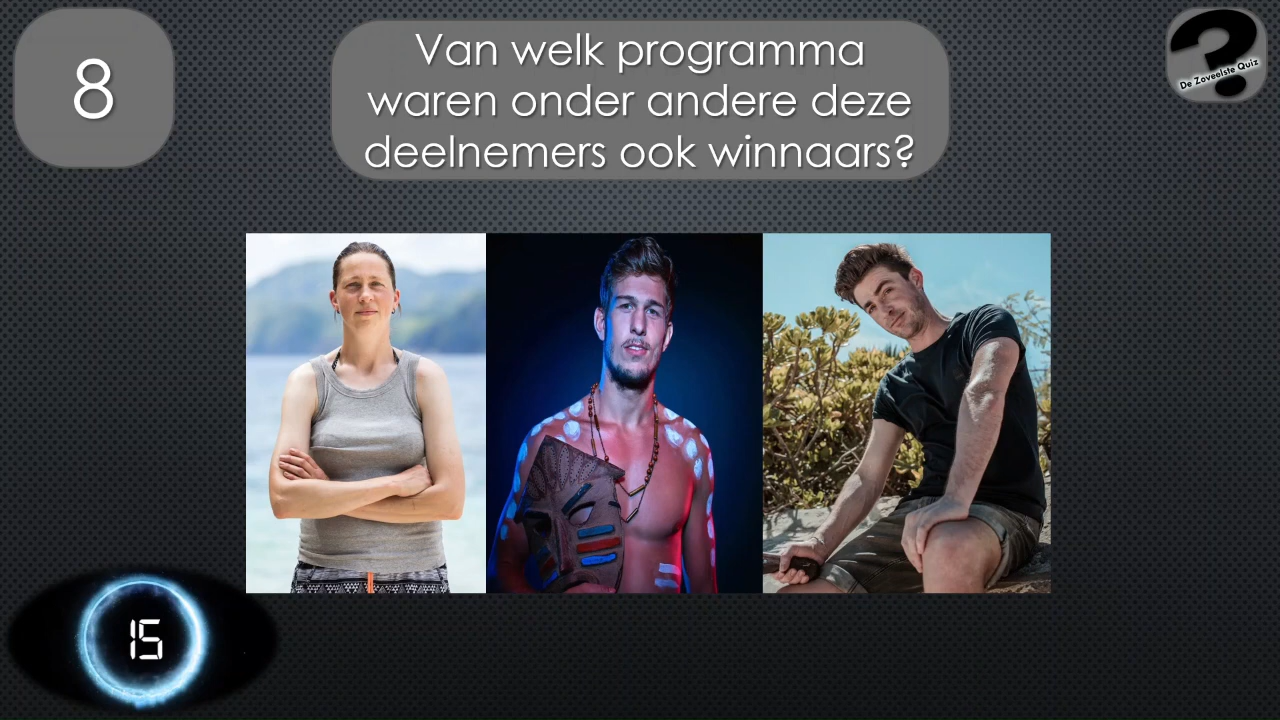 8
Van welk programma
waren onder andere deze
deelnemers ook winnaars?
De Zoveelste Quiz
15